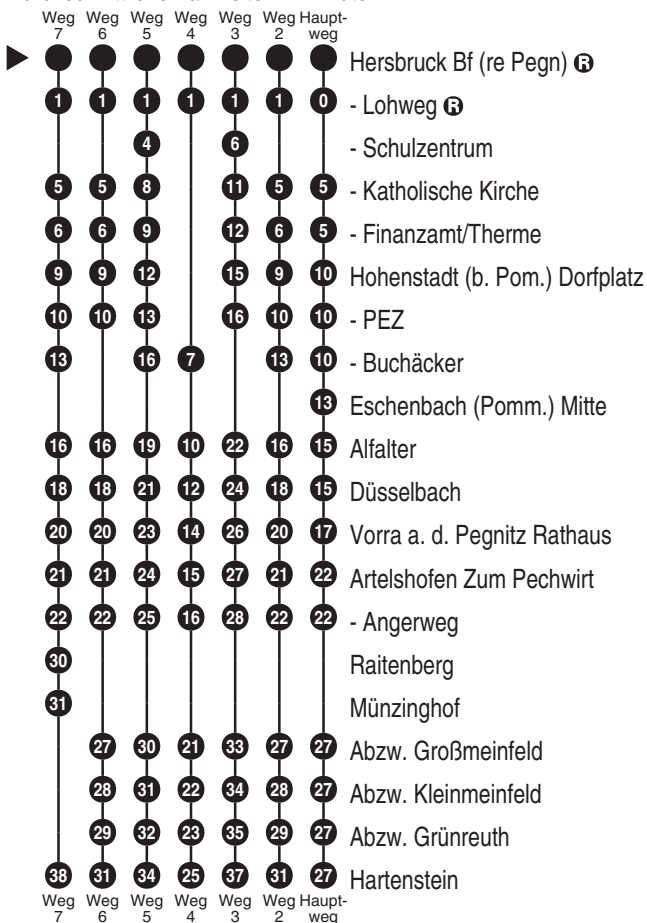 Weg Weg Weg Weg Weg Weg Haupt-
7 6 5 4 3 2 weg
Hersbruck Bf (re Pegn) R
1 1 1 1 1 1 0 - Lohweg R
4 6 - Schulzentrum
5 5 8 11 5 5 - Katholische Kirche
6 6 9 12 6 5 - Finanzamt/Therme
9 9 12 15 9 10 Hohenstadt (b. Pom.) Dorfplatz
10 10 13 16 10 10 - PEZ
13 16 7 13 10 - Buchäcker
13 Eschenbach (Pomm.) Mitte
16 16 19 10 22 16 15 Alfalter
18 18 21 12 24 18 15 Düsselbach
20 20 23 14 26 20 17 Vorra a. d. Pegnitz Rathaus
21 21 24 15 27 21 22 Artelshofen Zum Pechwirt
22 22 25 16 28 22 22 - Angerweg
30 Raitenberg
31 Münzinghof
27 30 21 33 27 27 Abzw. Großmeinfeld
28 31 22 34 28 27 Abzw. Kleinmeinfeld
29 32 23 35 29 27 Abzw. Grünreuth
38 31 34 25 37 31 27 Hartenstein
Weg Weg Weg Weg Weg Weg Haupt-
7 6 5 4 3 2 weg